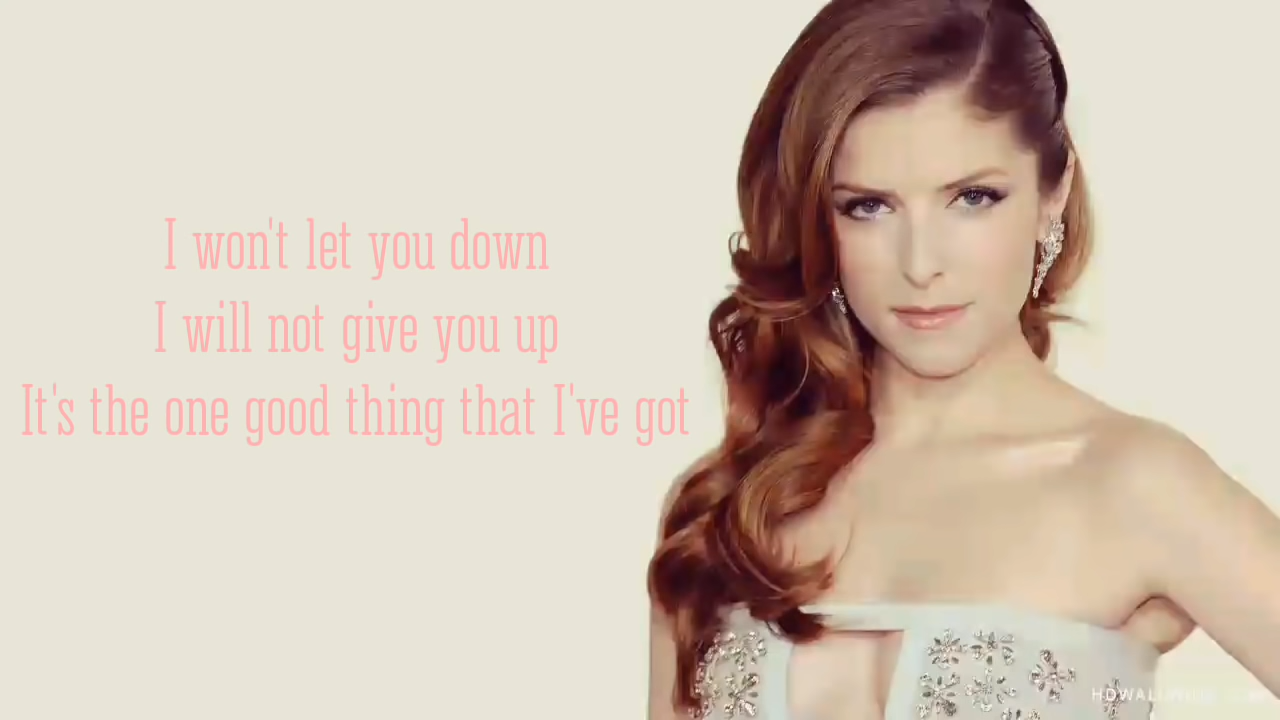 I won't let you down
I will not give you up
It's the one good thing that I've got